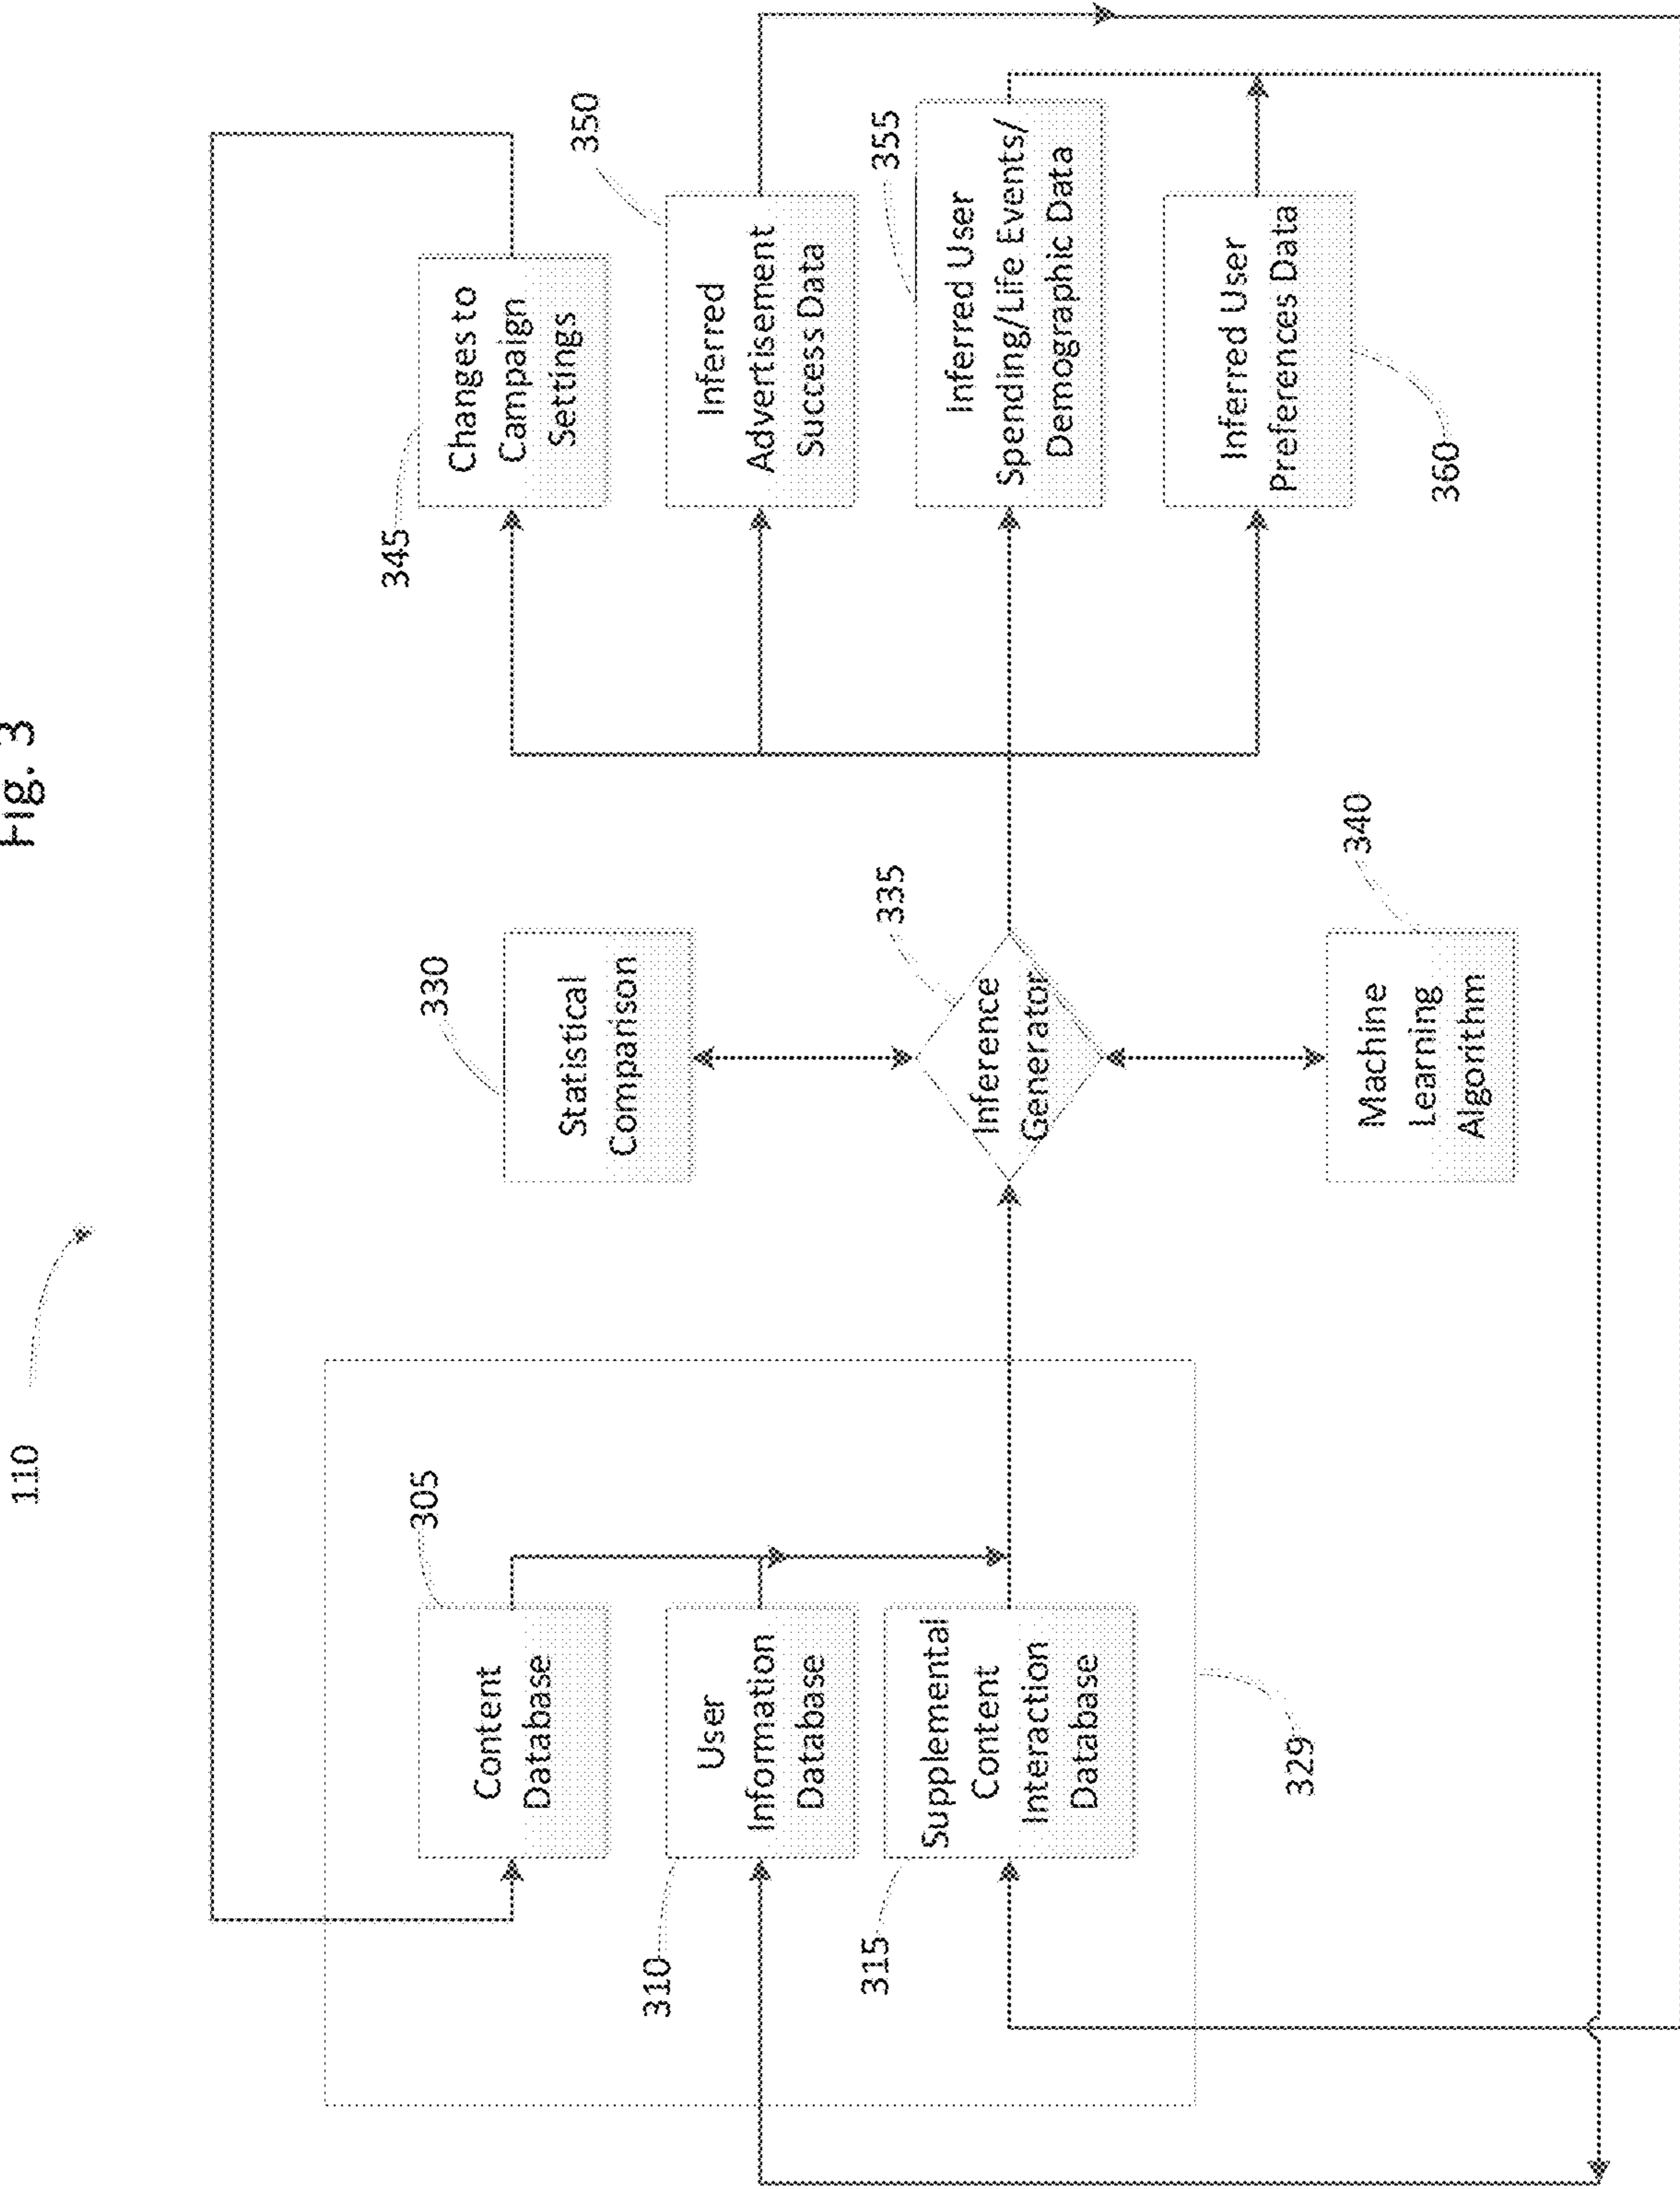 Fig. 3
110
305
Content
Database
310
User
Information
Database
315
Supplemental
Content
Interaction
Database
329
330
Statistical
Comparison
335
Inference
Generator
340
Machine
Learning
Algorithm
345
Changes to
Campaign
Settings
350
Inferred
Advertisement
Success Data
355
Inferred User
Spending/Life Events/
Demographic Data
360
Inferred User
Preferences Data